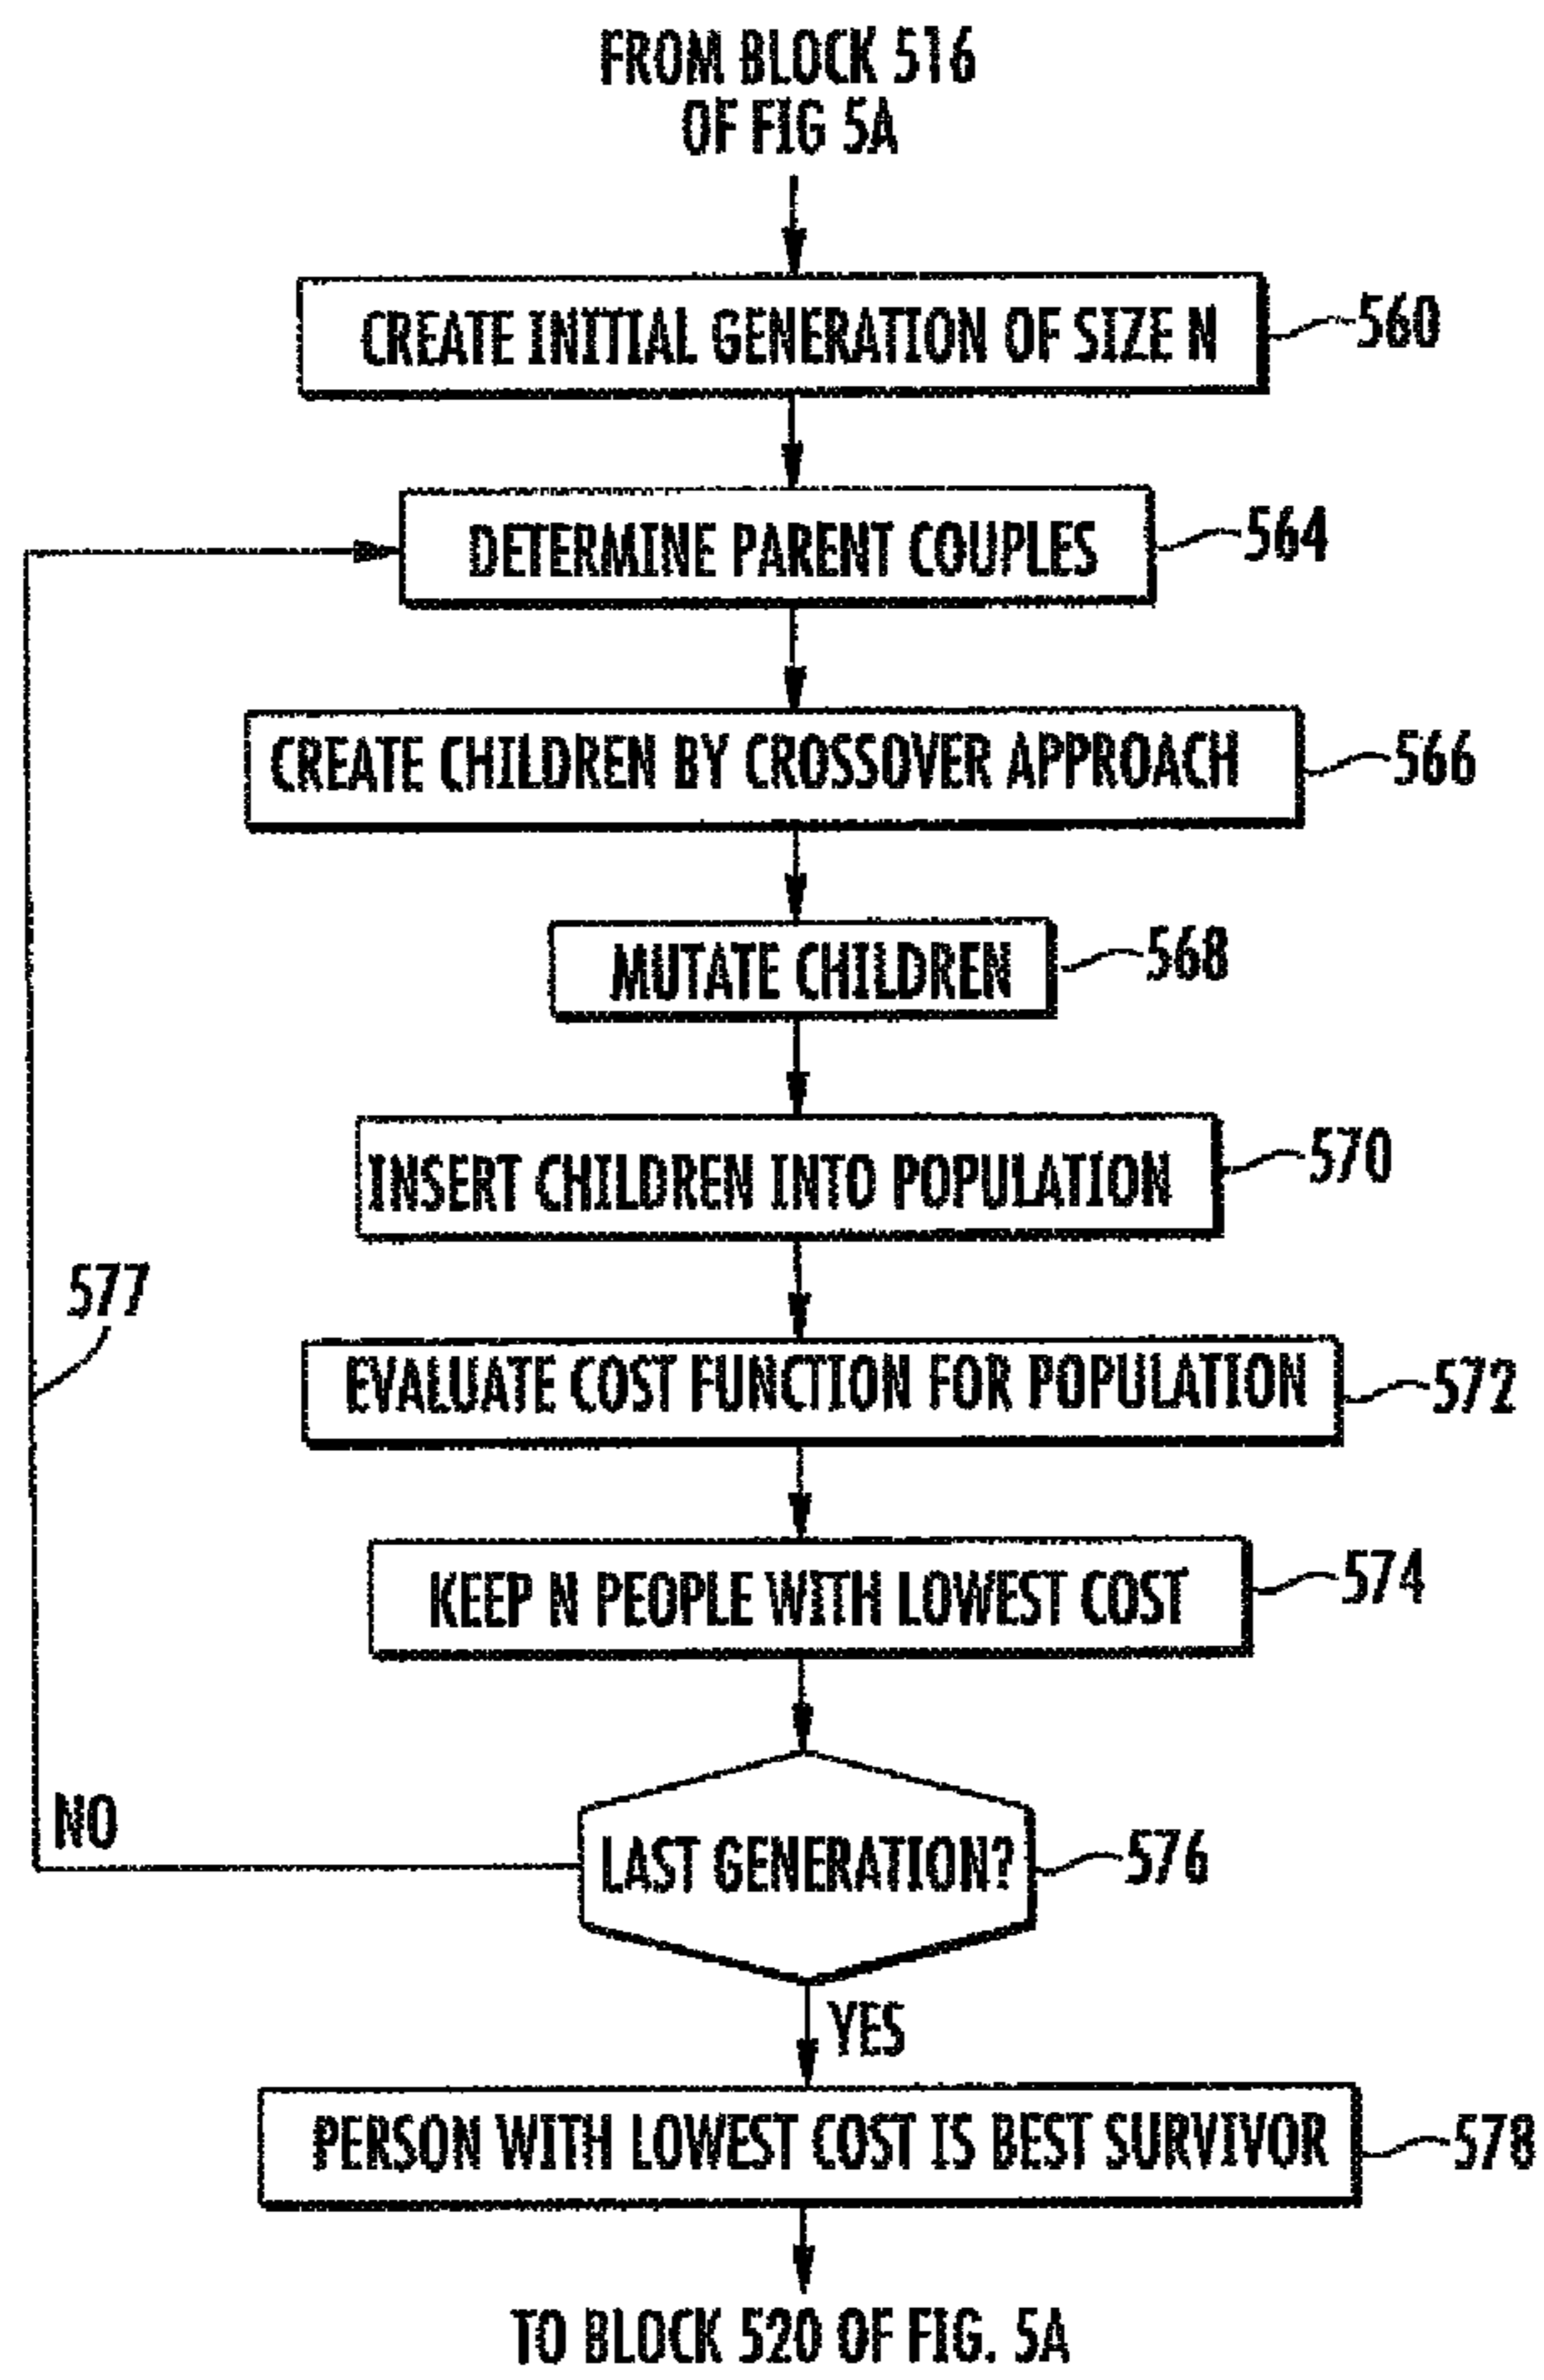 FROM BLOCK 516
OF FIG 5A
CREATE INITIAL GENERATION OF SIZE N
560
DETERMINE PARENT COUPLES
564
CREATE CHILDREN BY CROSSOVER APPROACH
566
MUTATE CHILDREN
568
INSERT CHILDREN INTO POPULATION
570
577
EVALUATE COST FUNCTION FOR POPULATION
572
KEEP N PEOPLE WITH LOWEST COST
574
NO
LAST GENERATION?
576
YES
PERSON WITH LOWEST COST IS BEST SURVIVOR
578
TO BLOCK 520 OF FIG. 5A